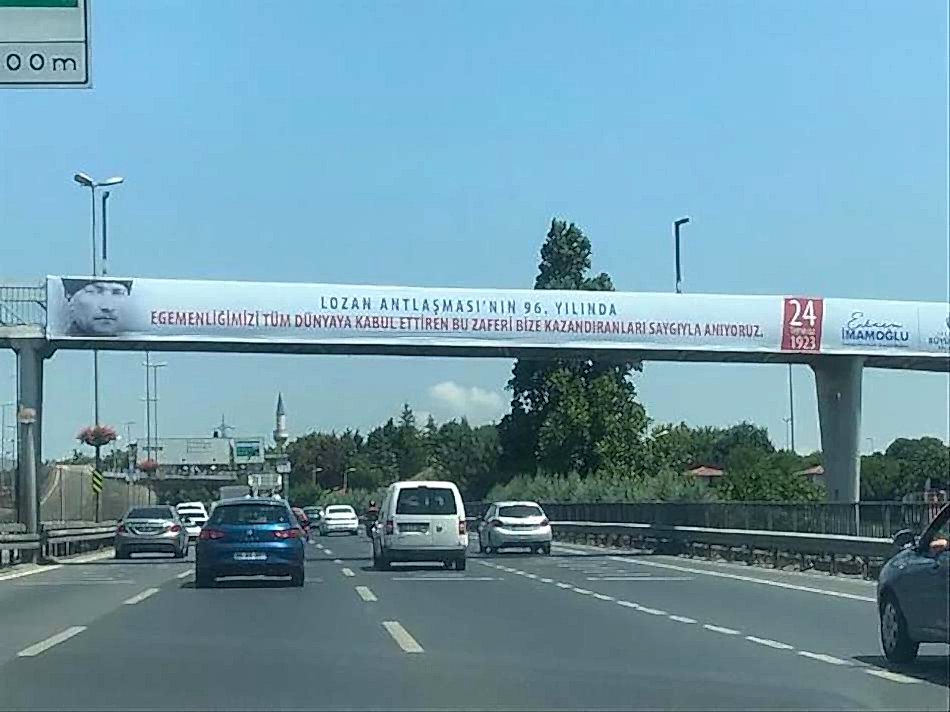 00m
LOZAN ANTLAŞMASI'NIN 96. YILINDA
EGEMENLİĞİMİZİ TÜM DÜNYAYA KABUL ETTİREN BU ZAFERİ BİZE KAZANDIRANLARI SAYGIYLA ANIYORUZ.
24
Temmuz
1923
Ekrem
İMAMOĞLU